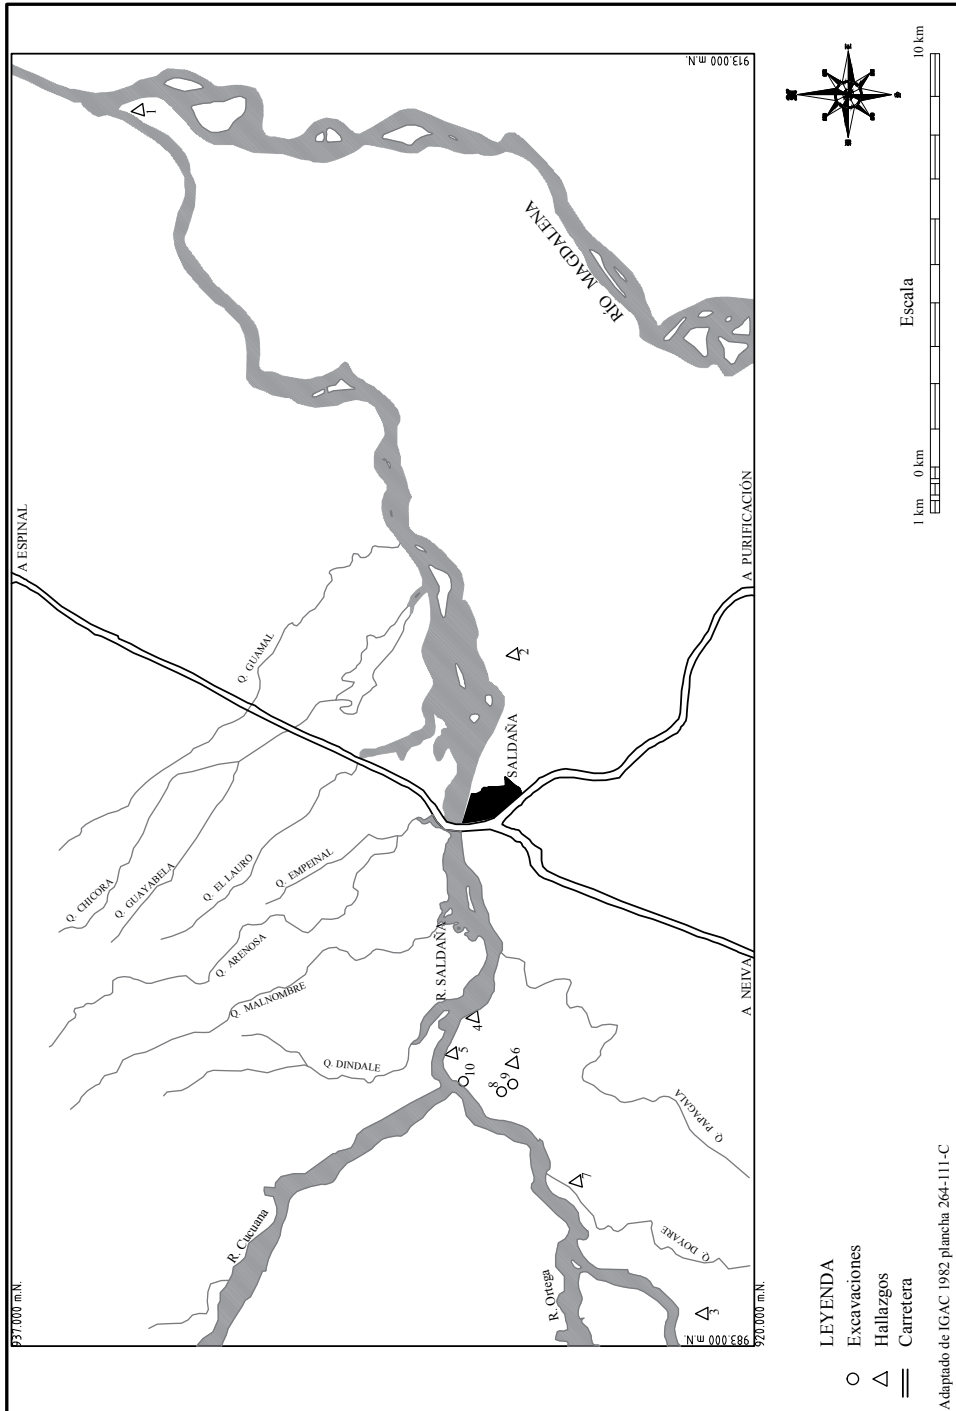 937.000 m.N.
913.000 m.N.
983.000 m.N.
920.000 m.N.
A ESPINAL
A PURIFICACIÓN
A NEIVA
RÍO MAGDALENA
SALDAÑA
R. SALDAÑA
R. Cucuana
R. Ortega
Q. GUAMAL
Q. CHICORA
Q. GUAYABELA
Q. EL LAURO
Q. EMPEINAL
Q. ARENOSA
Q. MALNOMBRE
Q. DINDALE
Q. PAPAGALA
Q. DOYARE
1
2
3
4
5
6
7
8
9
10
Escala
1 km 0 km 10 km
LEYENDA
Excavaciones
Hallazgos
Carretera
Adaptado de IGAC 1982 plancha 264-111-C